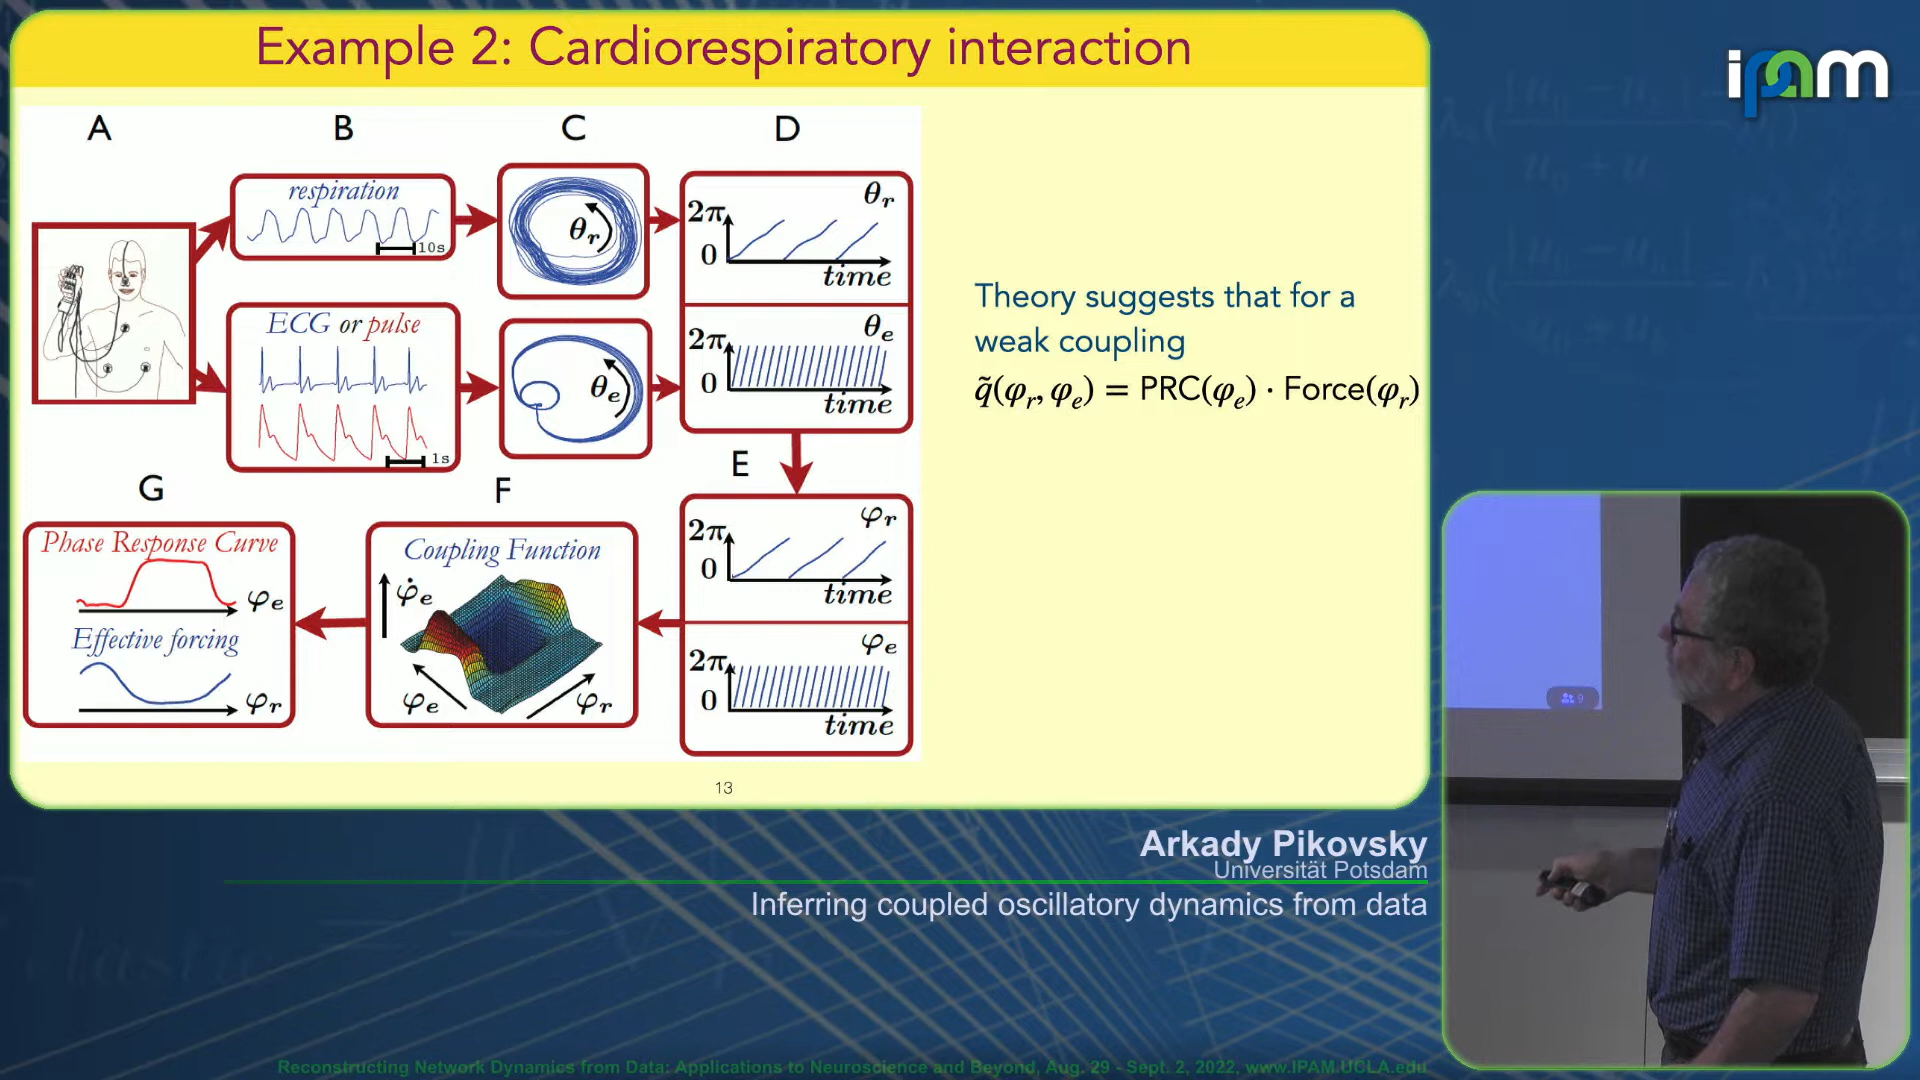 Example 2: Cardiorespiratory interaction
ipam
A
B
C
D
respiration
10s
θr
2π
0
θr
time
ECG or pulse
1s
θe
2π
0
θe
time
Theory suggests that for a
weak coupling
q̃(φr, φe) = PRC(φe) · Force(φr)
G
F
E
Phase Response Curve
φe
Effective forcing
φr
Coupling Function
φ̇e
φe
φr
2π
0
φr
time
2π
0
φe
time
13
9
Arkady Pikovsky
Universität Potsdam
Inferring coupled oscillatory dynamics from data
Reconstructing Network Dynamics from Data: Applications to Neuroscience and Beyond, Aug. 29 - Sept. 2, 2022, www.IPAM.UCLA.edu